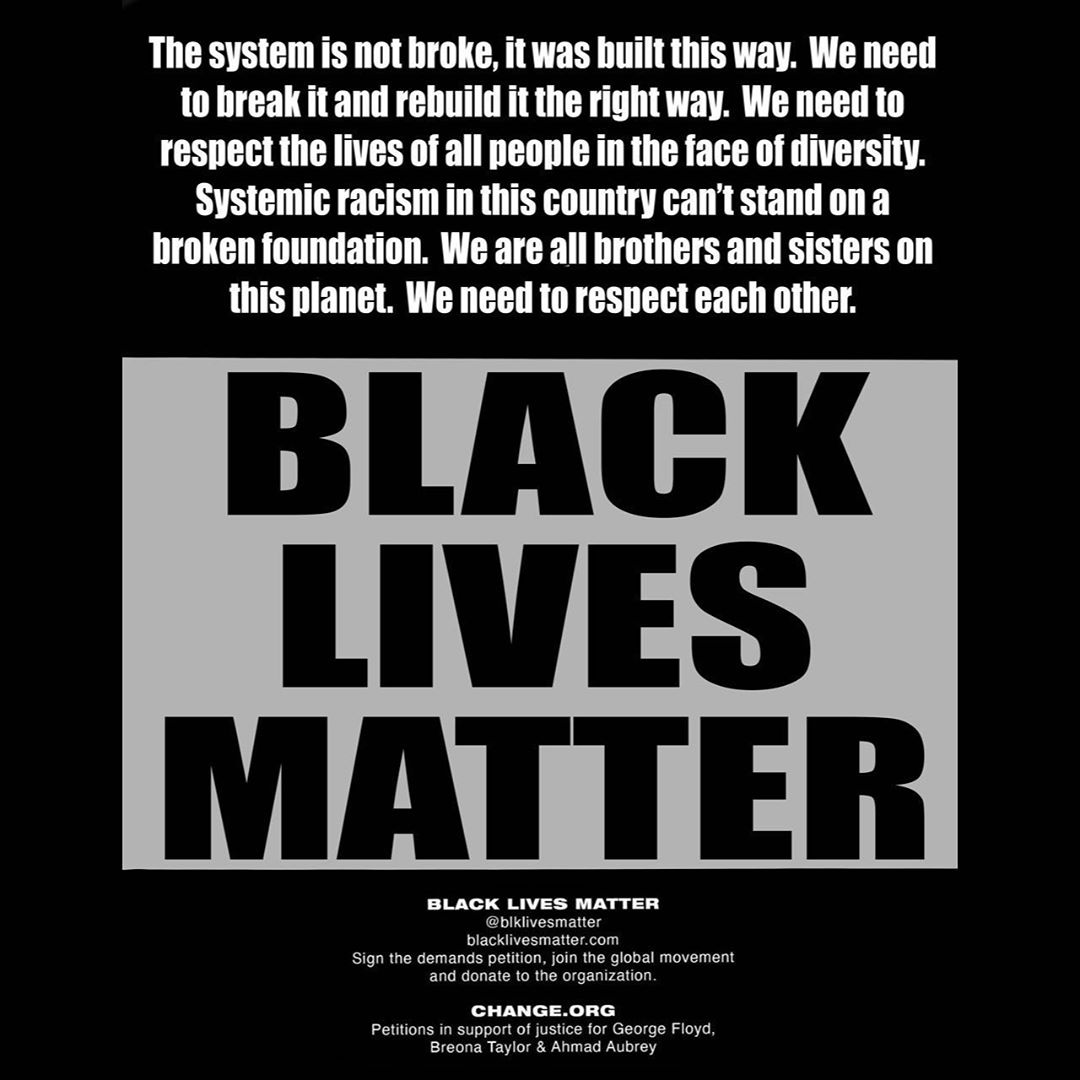 The system is not broke, it was built this way.  We need
to break it and rebuild it the right way.  We need to
respect the lives of all people in the face of diversity.
Systemic racism in this country can’t stand on a
broken foundation.  We are all brothers and sisters on
this planet.  We need to respect each other.
BLACK
LIVES
MATTER
BLACK LIVES MATTER
@blklivesmatter
blacklivesmatter.com
Sign the demands petition, join the global movement
and donate to the organization.
CHANGE.ORG
Petitions in support of justice for George Floyd,
Breona Taylor & Ahmad Aubrey